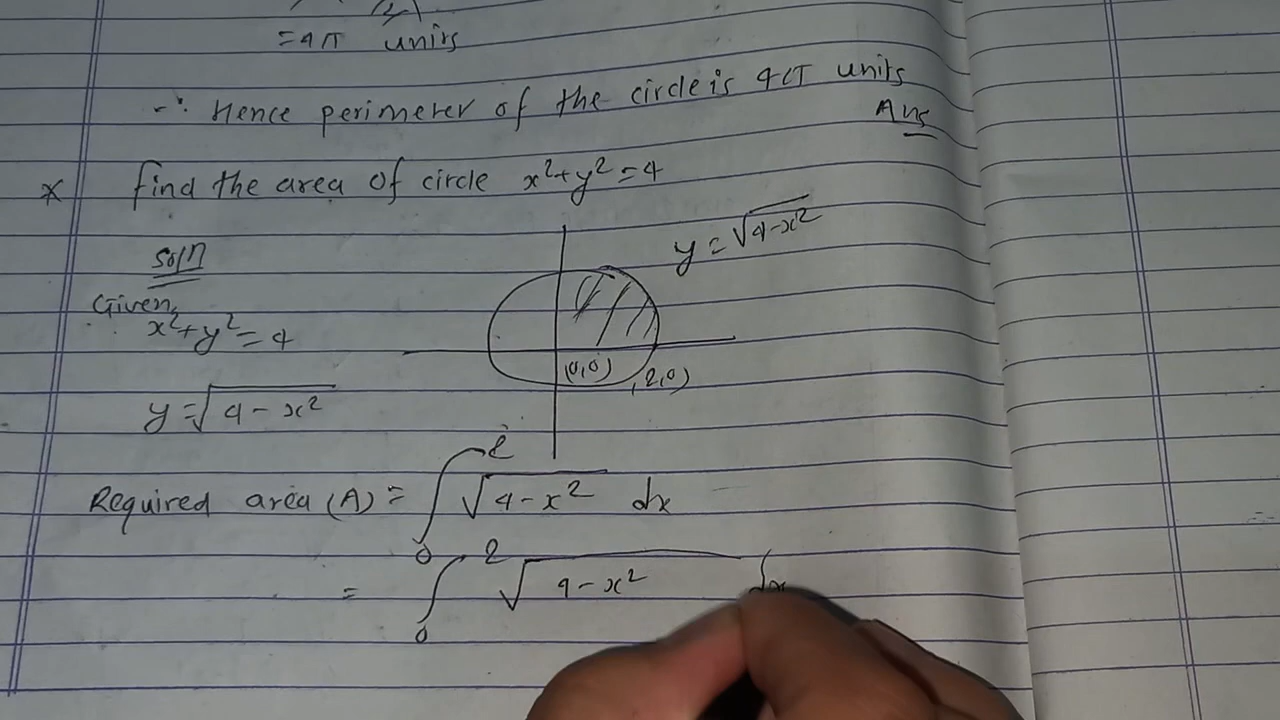 =4π units
∴ Hence perimeter of the circle is 4π units
Ans
* find the area of circle x²+y²=4
Soln
Given,
x²+y²=4
y=√4-x²
y=√4-x²
(0,0)
(2,0)
Required area (A) = ∫₀² √4-x² dx
= ∫₀² √4-x² dx